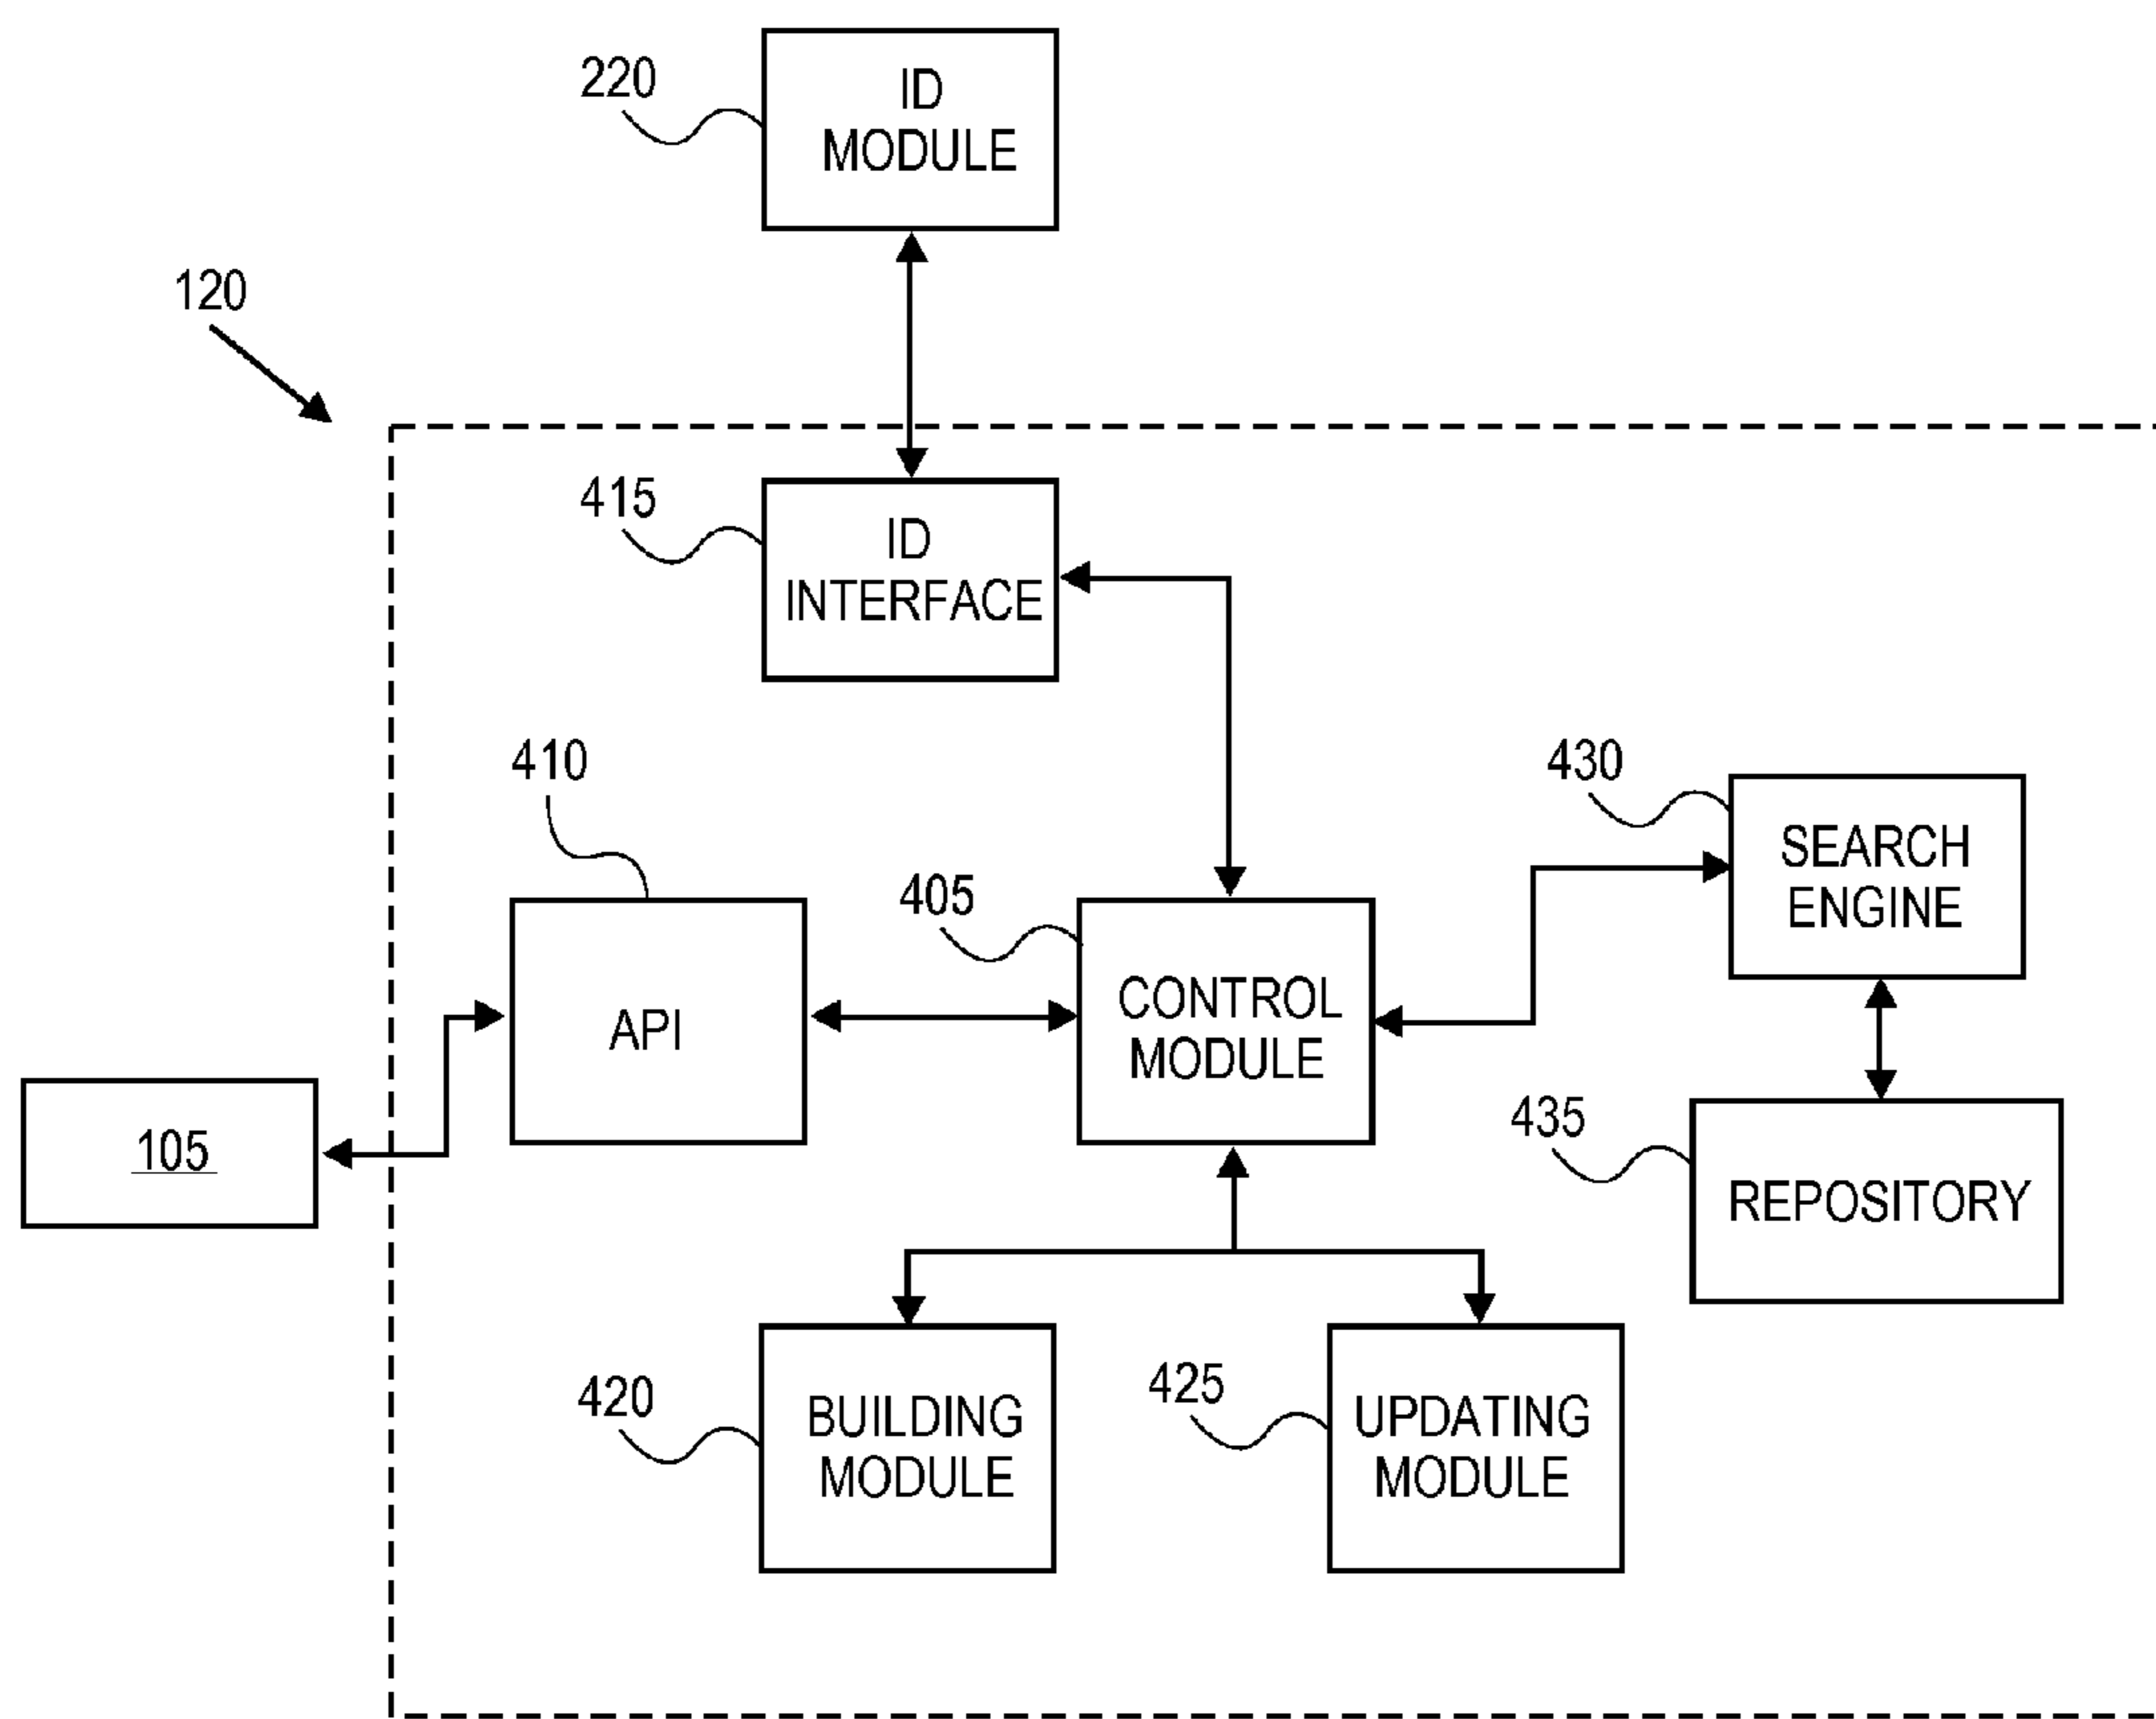 220
ID
MODULE
120
415
ID
INTERFACE
410
430
SEARCH
ENGINE
405
API
CONTROL
MODULE
105
435
REPOSITORY
420
BUILDING
MODULE
425
UPDATING
MODULE